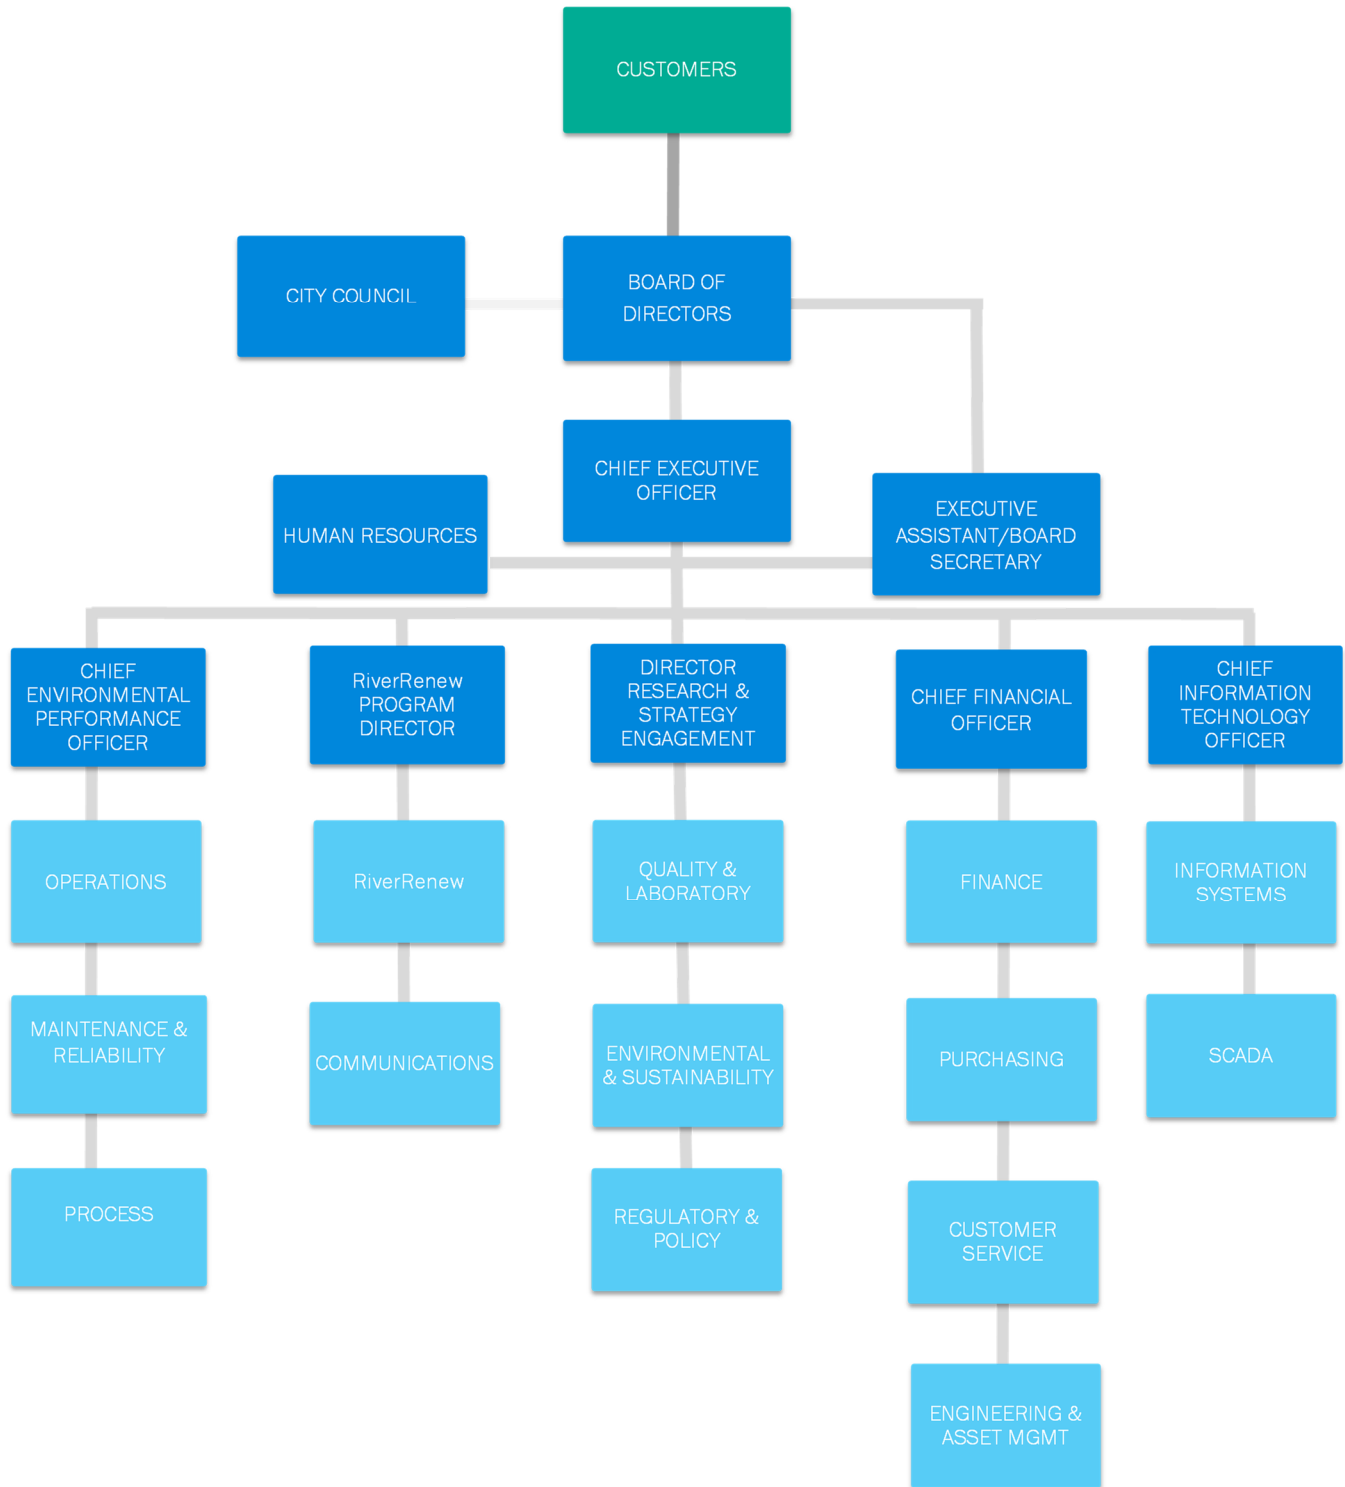 CUSTOMERS
CITY COUNCIL
BOARD OF
DIRECTORS
CHIEF EXECUTIVE
OFFICER
HUMAN RESOURCES
EXECUTIVE
ASSISTANT/BOARD
SECRETARY
CHIEF
ENVIRONMENTAL
PERFORMANCE
OFFICER
RiverRenew
PROGRAM
DIRECTOR
DIRECTOR
RESEARCH &
STRATEGY
ENGAGEMENT
CHIEF FINANCIAL
OFFICER
CHIEF
INFORMATION
TECHNOLOGY
OFFICER
OPERATIONS
RiverRenew
QUALITY &
LABORATORY
FINANCE
INFORMATION
SYSTEMS
MAINTENANCE &
RELIABILITY
COMMUNICATIONS
ENVIRONMENTAL
& SUSTAINABILITY
PURCHASING
SCADA
PROCESS
REGULATORY &
POLICY
CUSTOMER
SERVICE
ENGINEERING &
ASSET MGMT